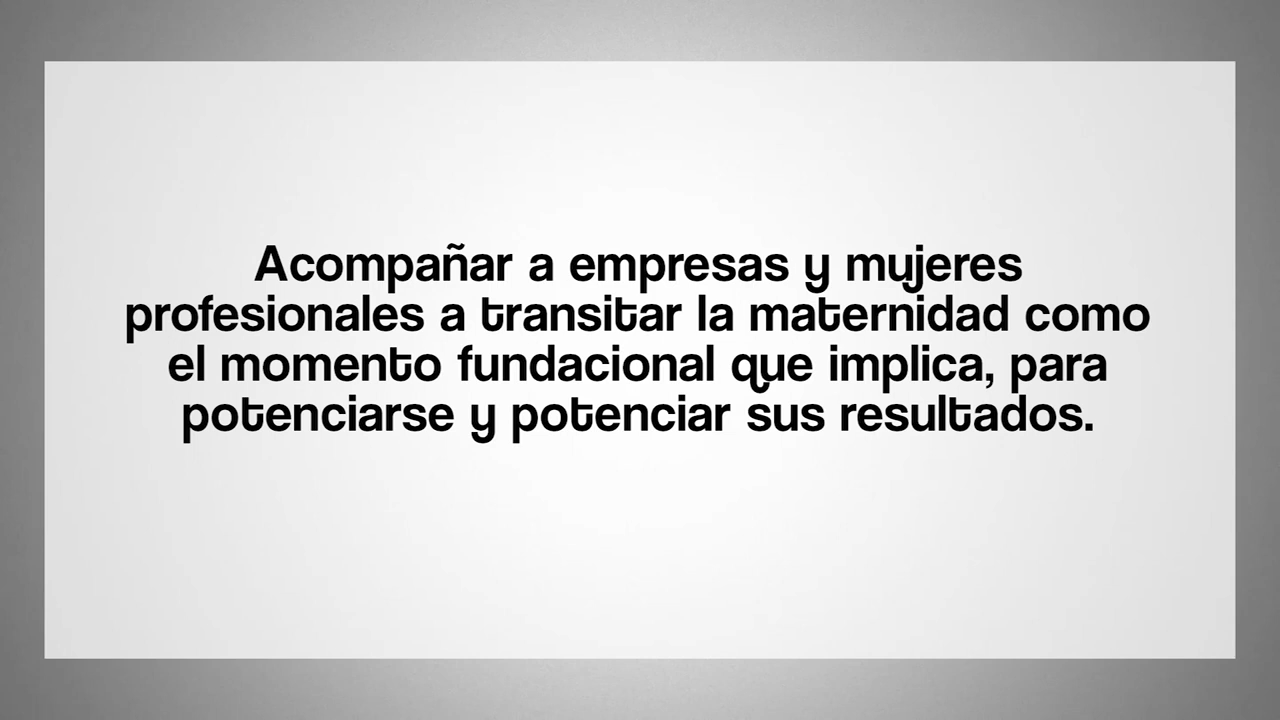 Acompañar a empresas y mujeres
profesionales a transitar la maternidad como
el momento fundacional que implica, para
potenciarse y potenciar sus resultados.